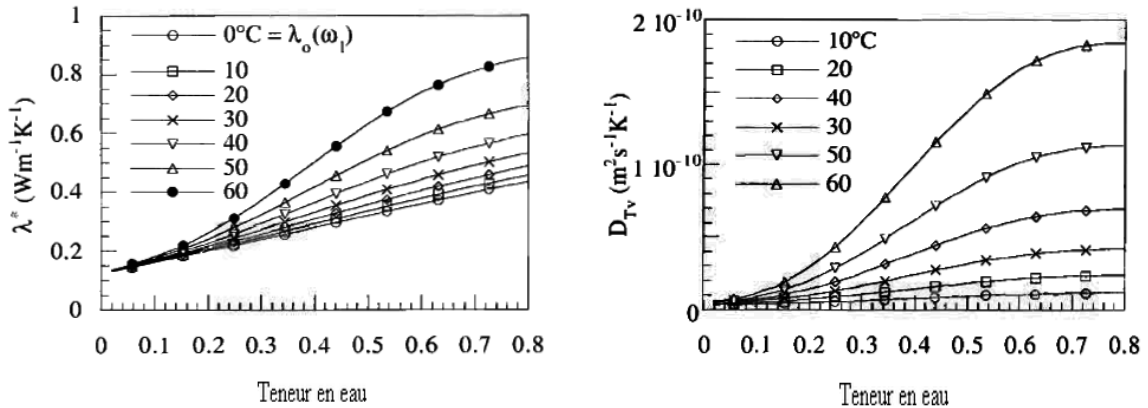 1
0.8
0.6
0.4
0.2
0
λ* (Wm⁻¹K⁻¹)
0°C = λₒ(ωₗ)
10
20
30
40
50
60
0 0.1 0.2 0.3 0.4 0.5 0.6 0.7 0.8
Teneur en eau
2 10⁻¹⁰
1 10⁻¹⁰
0
D_Tv (m²s⁻¹K⁻¹)
10°C
20
40
30
50
60
0 0.1 0.2 0.3 0.4 0.5 0.6 0.7 0.8
Teneur en eau